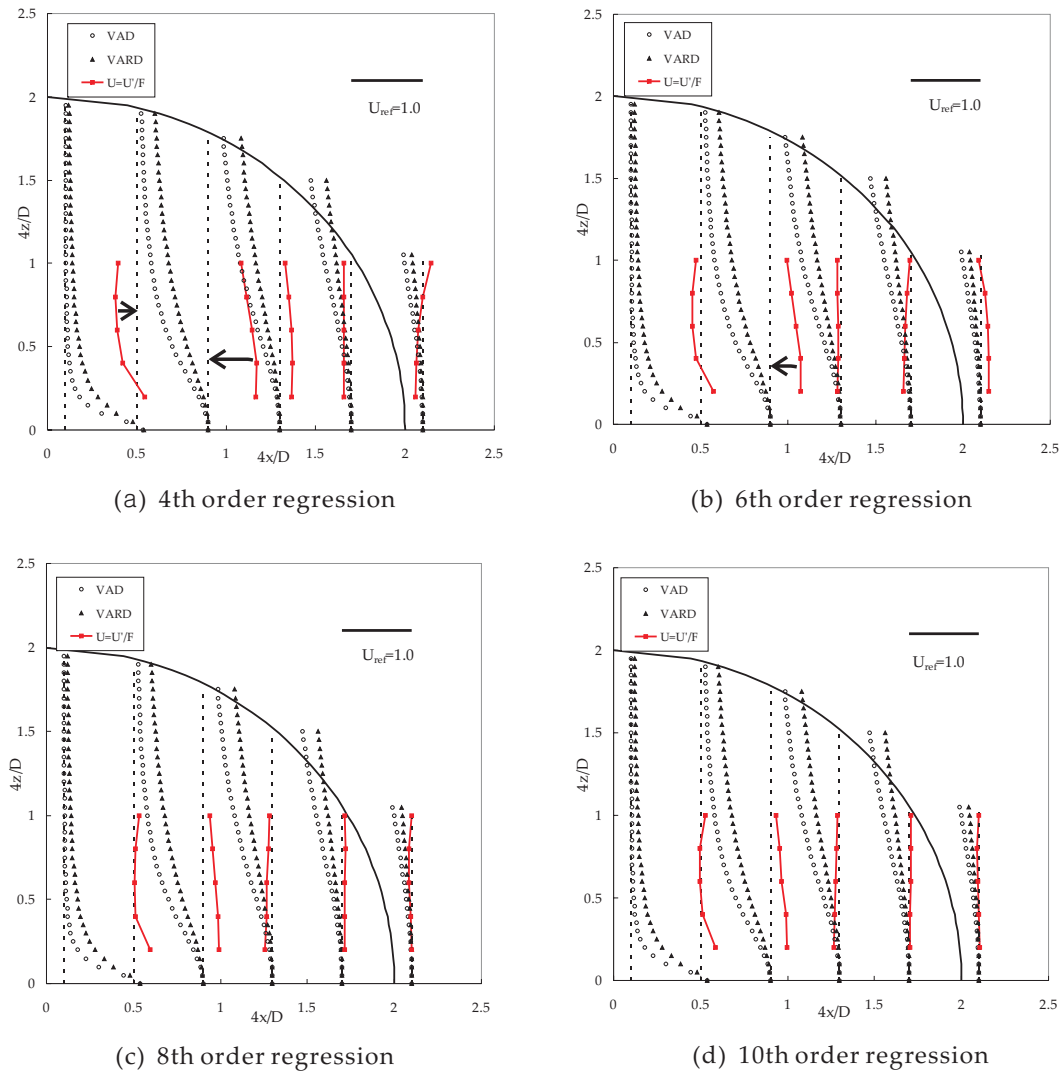 2.5
2
1.5
1
0.5
0
4z/D
VAD
VARD
U=U'/F
U_ref=1.0
0 0.5 1 1.5 2 2.5
4x/D
(a) 4th order regression
2.5
2
1.5
1
0.5
0
4z/D
VAD
VARD
U=U'/F
U_ref=1.0
0 0.5 1 1.5 2 2.5
4x/D
(b) 6th order regression
2.5
2
1.5
1
0.5
0
4z/D
VAD
VARD
U=U'/F
U_ref=1.0
0 0.5 1 1.5 2 2.5
4x/D
(c) 8th order regression
2.5
2
1.5
1
0.5
0
4z/D
VAD
VARD
U=U'/F
U_ref=1.0
0 0.5 1 1.5 2 2.5
4x/D
(d) 10th order regression